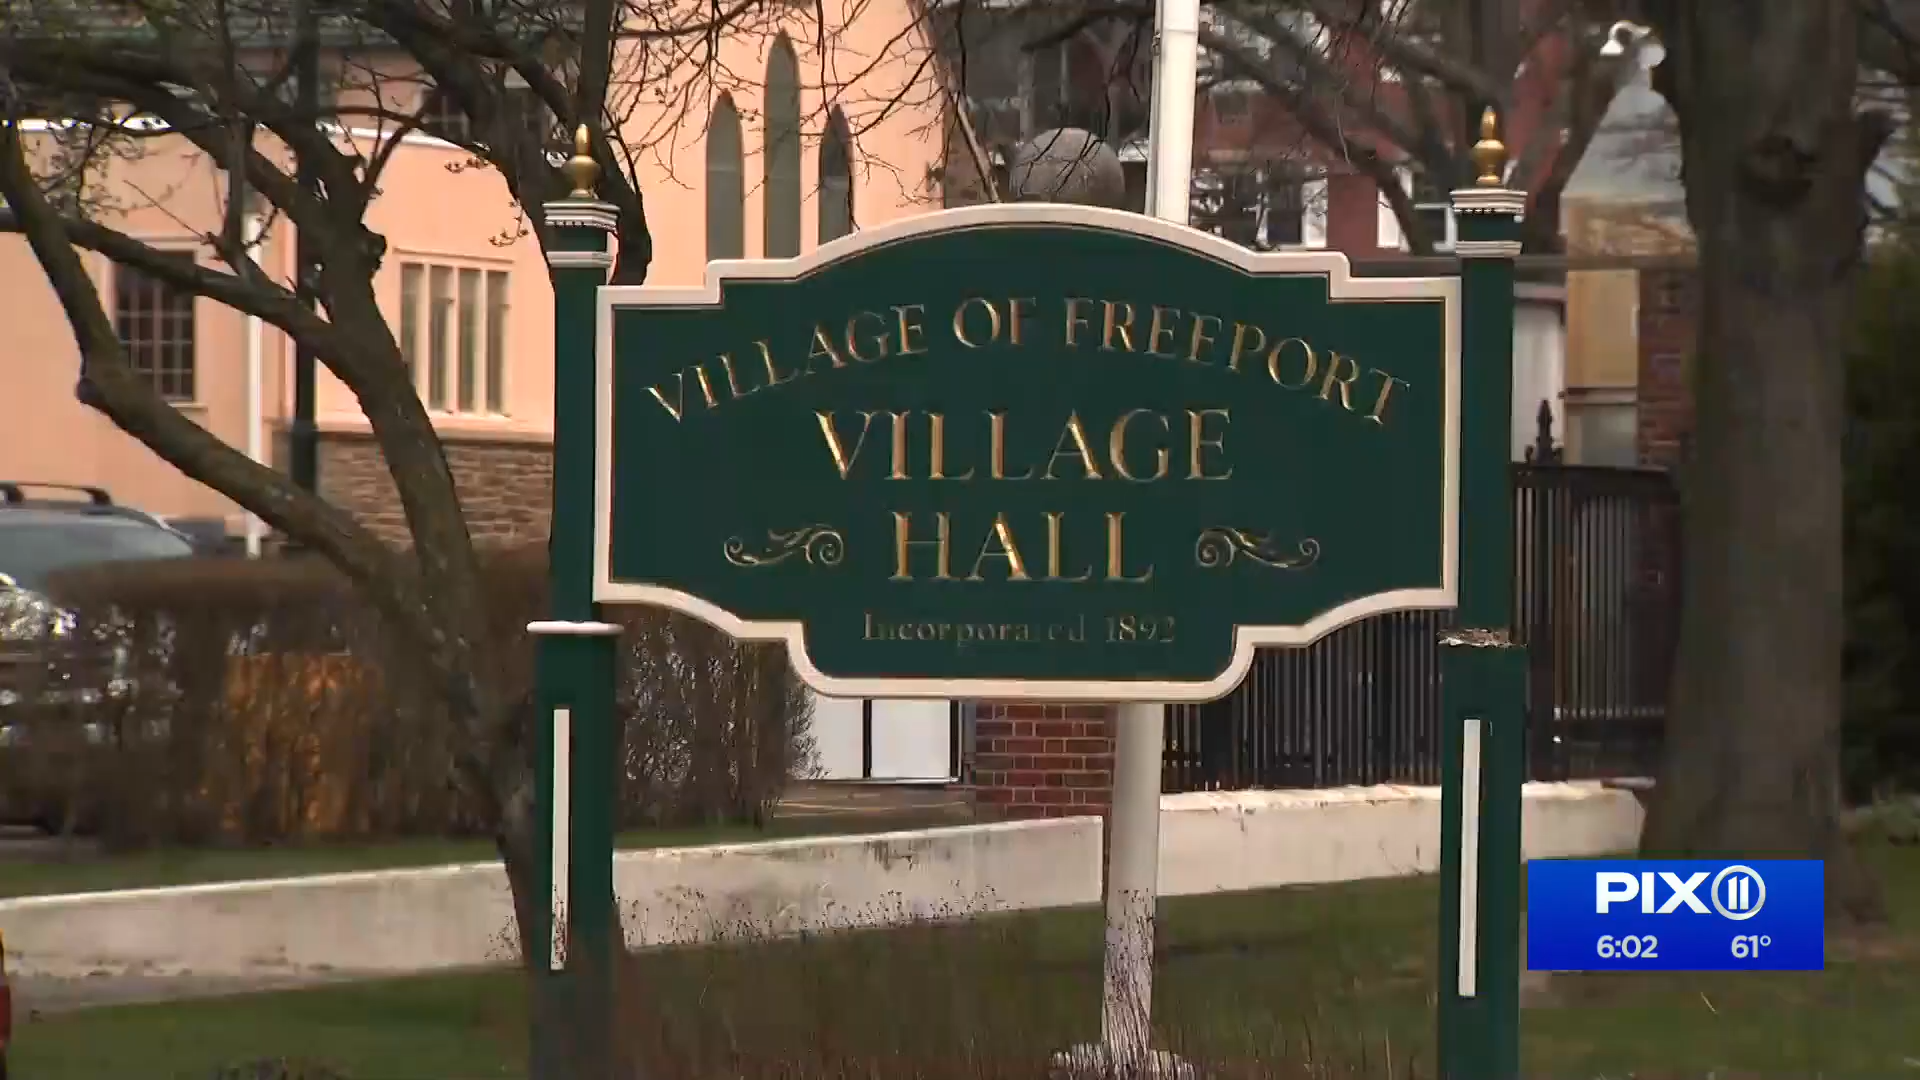 VILLAGE OF FREEPORT
VILLAGE
HALL
Incorporated 1892
PIX11
6:02 61°